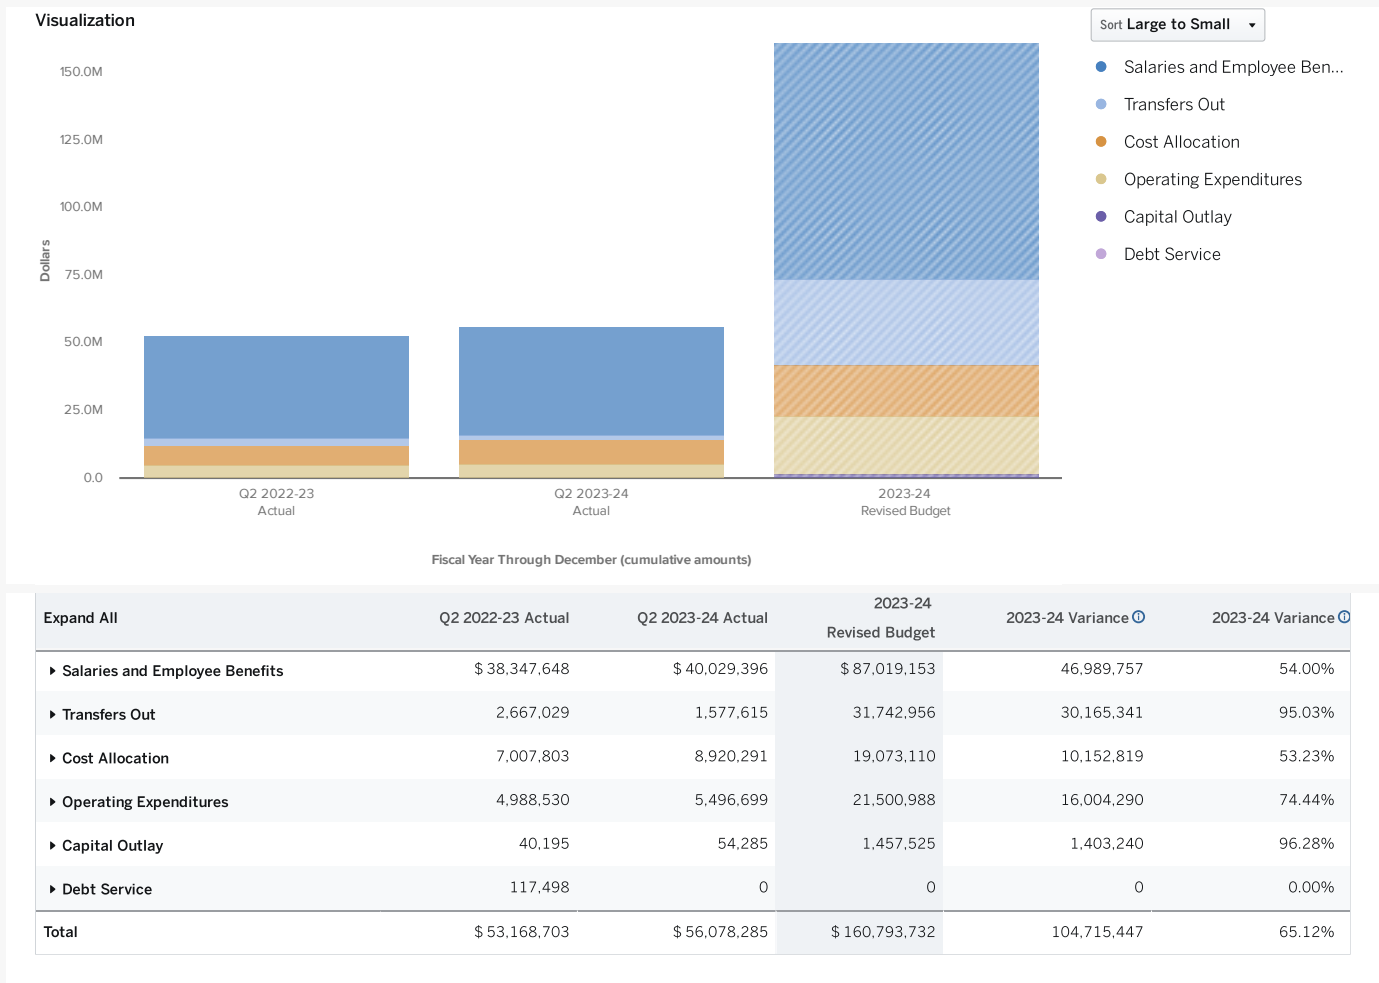 Visualization
Sort Large to Small
150.0M
125.0M
100.0M
75.0M
50.0M
25.0M
0.0
Dollars
Salaries and Employee Ben...
Transfers Out
Cost Allocation
Operating Expenditures
Capital Outlay
Debt Service
Q2 2022-23
Actual
Q2 2023-24
Actual
2023-24
Revised Budget
Fiscal Year Through December (cumulative amounts)
Expand All Q2 2022-23 Actual Q2 2023-24 Actual 2023-24 Revised Budget 2023-24 Variance 2023-24 Variance
Salaries and Employee Benefits $ 38,347,648 $ 40,029,396 $ 87,019,153 46,989,757 54.00%
Transfers Out 2,667,029 1,577,615 31,742,956 30,165,341 95.03%
Cost Allocation 7,007,803 8,920,291 19,073,110 10,152,819 53.23%
Operating Expenditures 4,988,530 5,496,699 21,500,988 16,004,290 74.44%
Capital Outlay 40,195 54,285 1,457,525 1,403,240 96.28%
Debt Service 117,498 0 0 0 0.00%
Total $ 53,168,703 $ 56,078,285 $ 160,793,732 104,715,447 65.12%